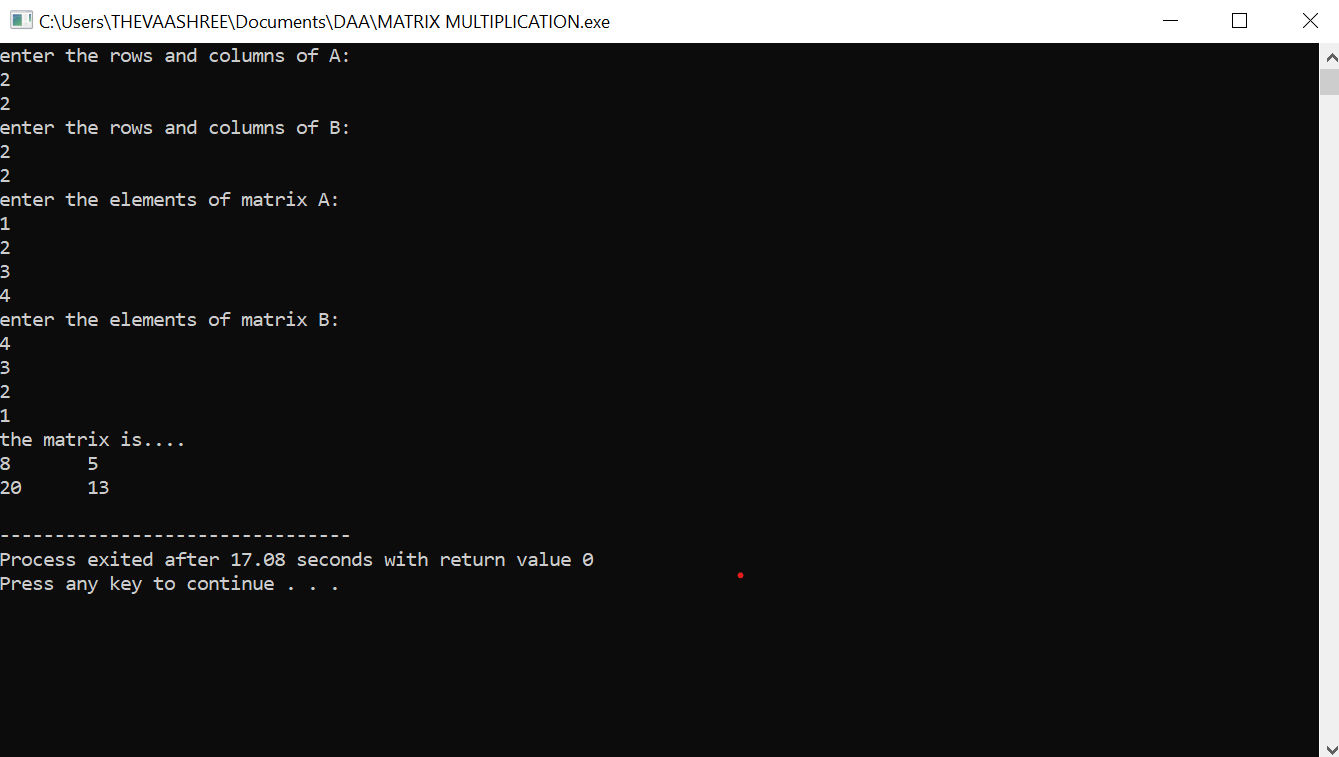 C:\Users\THEVAASHREE\Documents\DAA\MATRIX MULTIPLICATION.exe
enter the rows and columns of A:
2
2
enter the rows and columns of B:
2
2
enter the elements of matrix A:
1
2
3
4
enter the elements of matrix B:
4
3
2
1
the matrix is....
8       5
20      13
--------------------------------
Process exited after 17.08 seconds with return value 0
Press any key to continue . . .